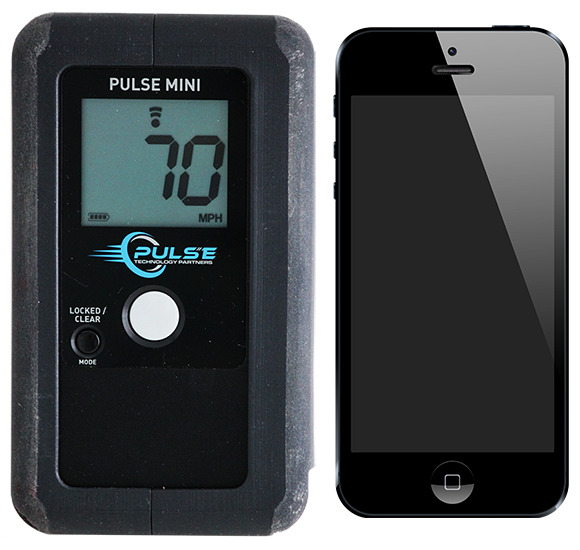 PULSE MINI
70
MPH
PULSE
TECHNOLOGY PARTNERS
LOCKED /
CLEAR
MODE